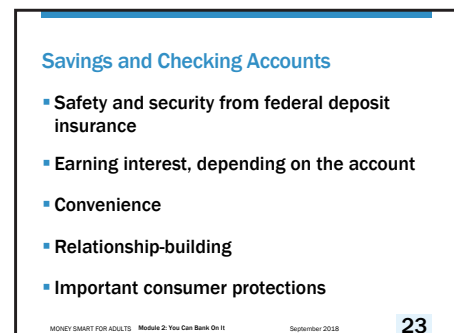 Savings and Checking Accounts
▪ Safety and security from federal deposit
insurance
▪ Earning interest, depending on the account
▪ Convenience
▪ Relationship-building
▪ Important consumer protections
MONEY SMART FOR ADULTS Module 2: You Can Bank On It September 2018 23